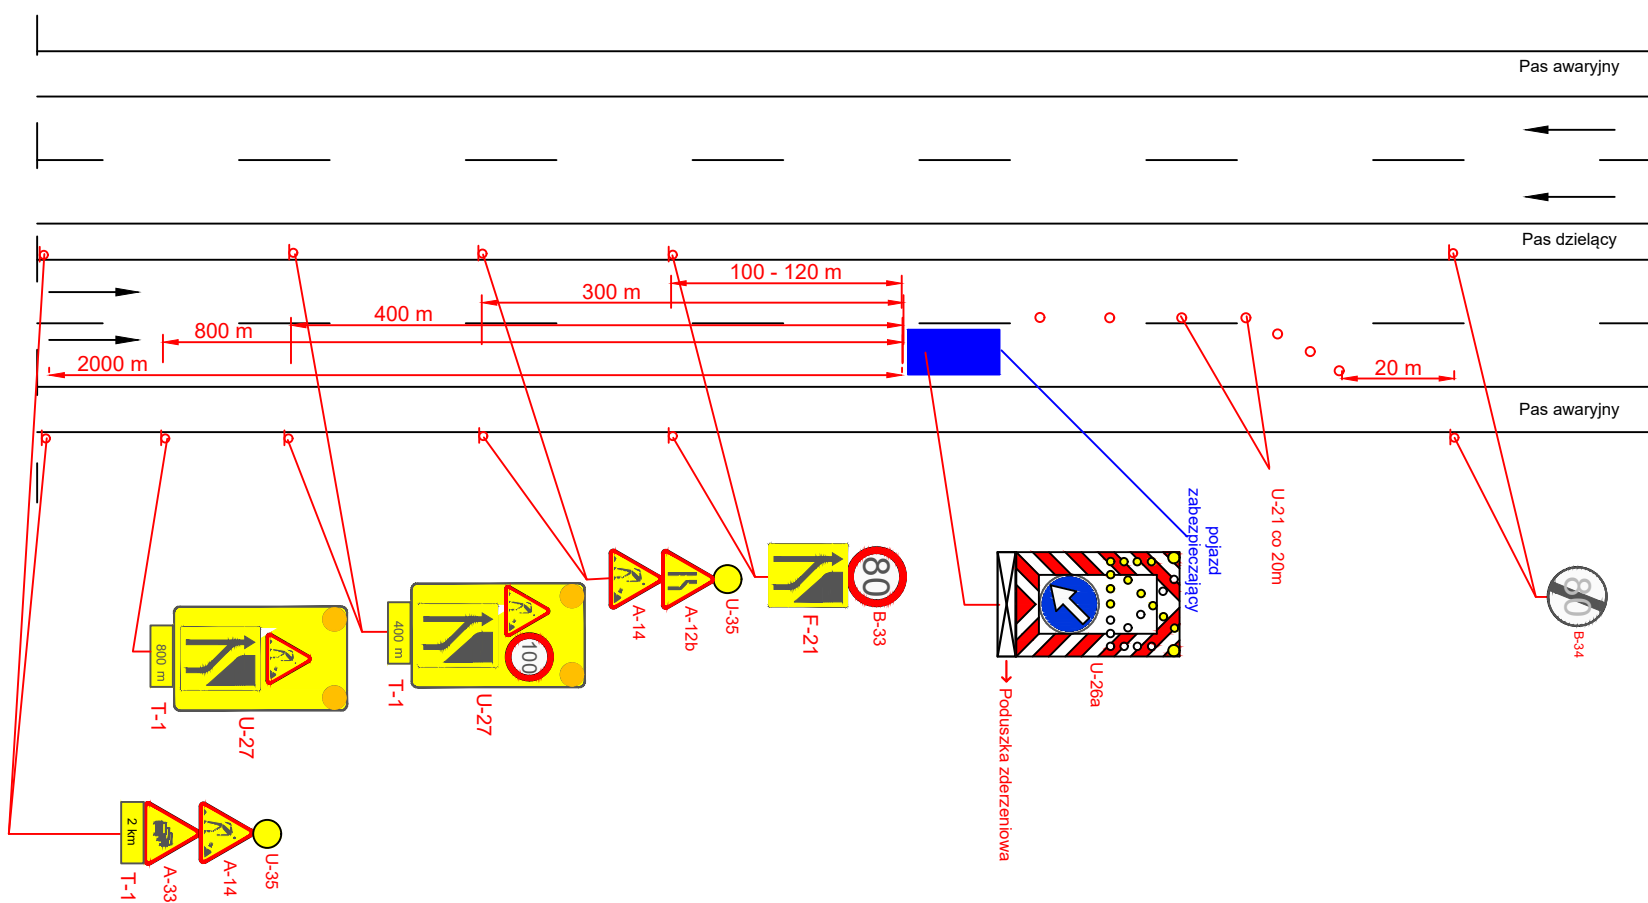 Pas awaryjny
Pas dzielący
100 - 120 m
300 m
400 m
800 m
2000 m
20 m
Pas awaryjny
U-21 co 20m
pojazd
zabezpieczający
80
B-34
80
B-33
F-21
U-35
A-12b
A-14
U-26a
Poduszka zderzeniowa
100
400 m
T-1
U-27
800 m
T-1
U-27
2 km
T-1
A-33
A-14
U-35